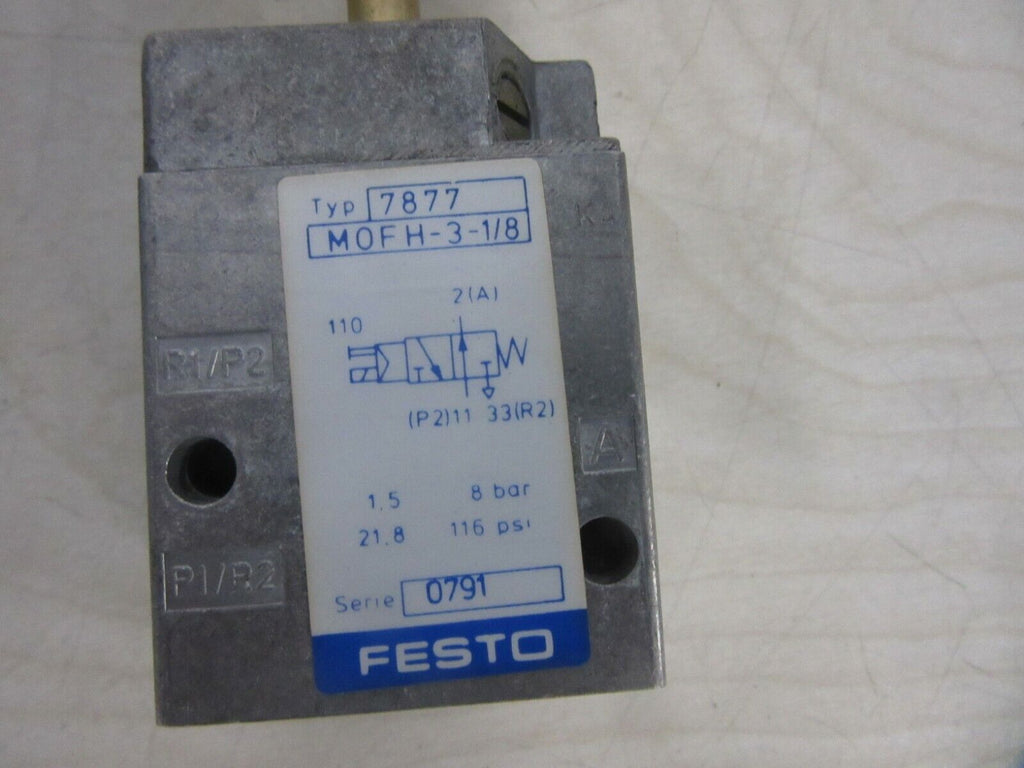 Typ 7877
MOFH-3-1/8
2(A)
110
R1/P2
(P2)11 33(R2)
A
1.5 8 bar
21.8 116 psi
P1/R2
Serie 0791
FESTO